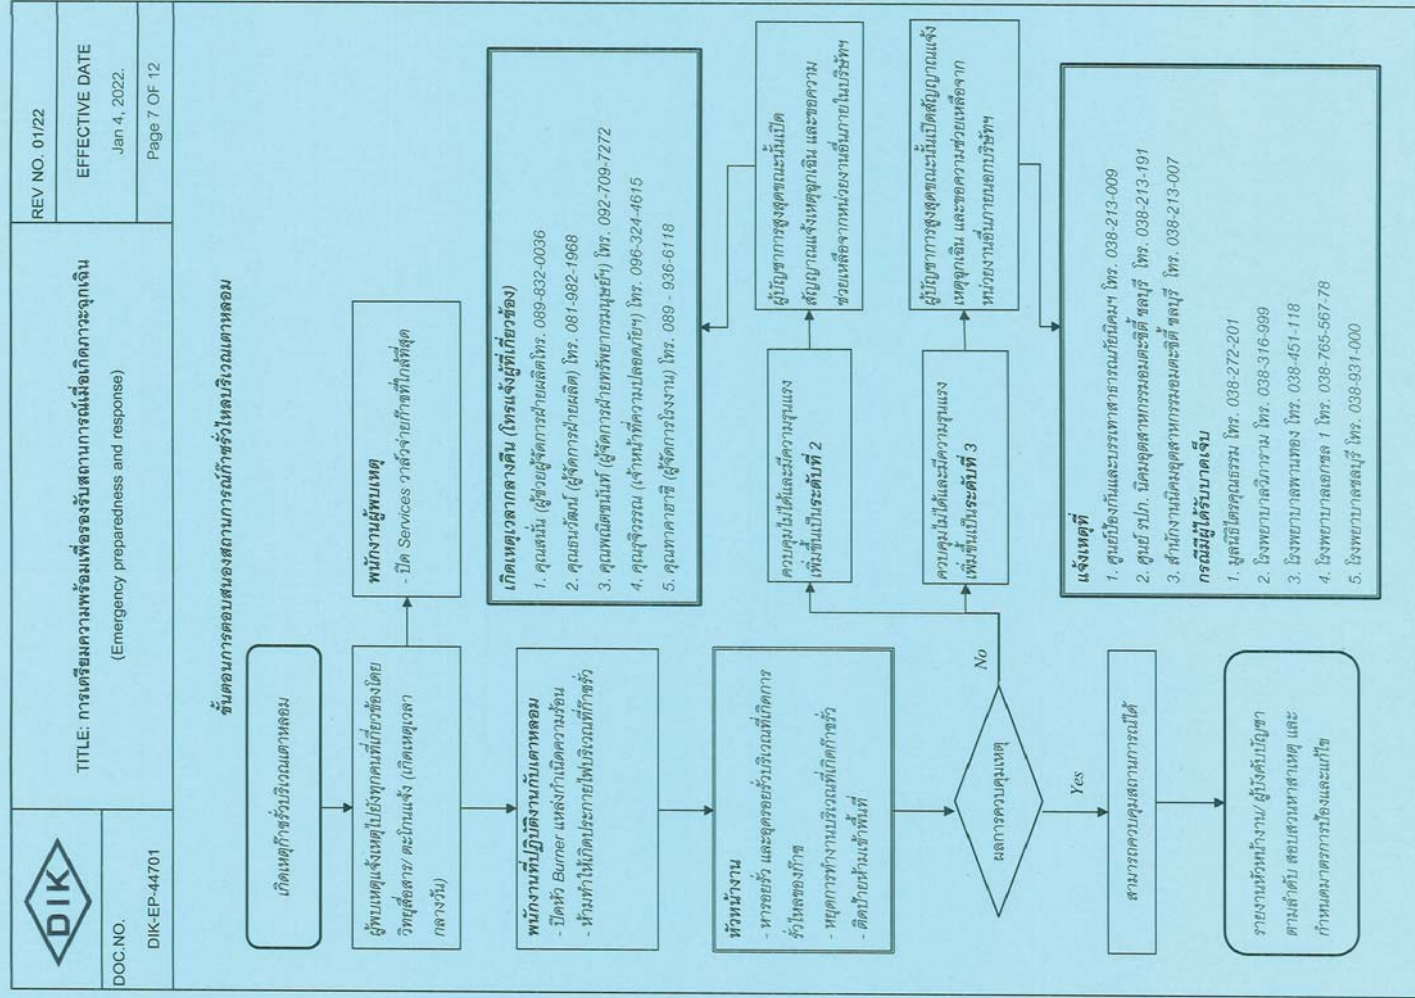 DIK
DOC.NO.
DIK-EP-44701
TITLE: การเตรียมความพร้อมเพื่อรองรับสถานการณ์เมื่อเกิดภาวะฉุกเฉิน
(Emergency preparedness and response)
REV NO. 01/22
EFFECTIVE DATE
Jan 4, 2022.
Page 7 OF 12
ขั้นตอนการตอบสนองสถานการณ์ก๊าซรั่วไหลบริเวณเตาหลอม
เกิดเหตุก๊าซรั่วบริเวณเตาหลอม
ผู้พบเหตุแจ้งเหตุไปยังทุกคนที่เกี่ยวข้องโดย
วิทยุสื่อสาร/ ตะโกนแจ้ง (เกิดเหตุเวลา
กลางวัน)
พนักงานผู้พบเหตุ
- ปิด Services วาล์วจ่ายก๊าซที่ใกล้ที่สุด
พนักงานที่ปฏิบัติงานกับเตาหลอม
- ปิดหัว Burner แหล่งกำเนิดความร้อน
- ห้ามทำให้เกิดประกายไฟบริเวณที่ก๊าซรั่ว
เกิดเหตุเวลากลางคืน (โทรแจ้งผู้ที่เกี่ยวข้อง)
1. คุณสนั่น (ผู้ช่วยผู้จัดการฝ่ายผลิตโทร. 089-832-0036
2. คุณธนวัฒน์ (ผู้จัดการฝ่ายผลิต) โทร. 081-982-1968
3. คุณพณิตชนันท์ (ผู้จัดการฝ่ายทรัพยากรมนุษย์ฯ) โทร. 092-709-7272
4. คุณรุจิวรรณ (เจ้าหน้าที่ความปลอดภัยฯ) โทร. 096-324-4615
5. คุณทาคาฮาชิ (ผู้จัดการโรงงาน) โทร. 089 - 936-6118
หัวหน้างาน
- หารอยรั่ว และอุดรอยรั่วบริเวณที่เกิดการ
รั่วไหลของก๊าซ
- หยุดการทำงานบริเวณที่เกิดก๊าซรั่ว
- ติดป้ายห้ามเข้าพื้นที่
ควบคุมไม่ได้และมีความรุนแรง
เพิ่มขึ้นเป็นระดับที่ 2
ผู้บัญชาการสูงสุดขณะนั้นเปิด
สัญญาณแจ้งเหตุฉุกเฉิน และขอความ
ช่วยเหลือจากหน่วยงานอื่นภายในบริษัทฯ
ผลการควบคุมเหตุ
No
Yes
ควบคุมไม่ได้และมีความรุนแรง
เพิ่มขึ้นเป็นระดับที่ 3
ผู้บัญชาการสูงสุดขณะนั้นเปิดสัญญาณแจ้ง
เหตุฉุกเฉิน และขอความช่วยเหลือจาก
หน่วยงานอื่นภายนอกบริษัทฯ
สามารถควบคุมสถานการณ์ได้
แจ้งเหตุที่
1. ศูนย์ป้องกันและบรรเทาสาธารณภัยนิคมฯ โทร. 038-213-009
2. ศูนย์ รปภ. นิคมอุตสาหกรรมอมตะซิตี้ ชลบุรี โทร. 038-213-191
3. สำนักงานนิคมอุตสาหกรรมอมตะซิตี้ ชลบุรี โทร. 038-213-007
กรณีมีผู้ได้รับบาดเจ็บ
1. มูลนิธิไตรคุณธรรม โทร. 038-272-201
2. โรงพยาบาลวิภาราม โทร. 038-316-999
3. โรงพยาบาลพานทอง โทร. 038-451-118
4. โรงพยาบาลเอกชล 1 โทร. 038-765-567-78
5. โรงพยาบาลชลบุรี โทร. 038-931-000
รายงานหัวหน้างาน/ ผู้บังคับบัญชา
ตามลำดับ สอบสวนหาสาเหตุ และ
กำหนดมาตรการป้องและแก้ไข